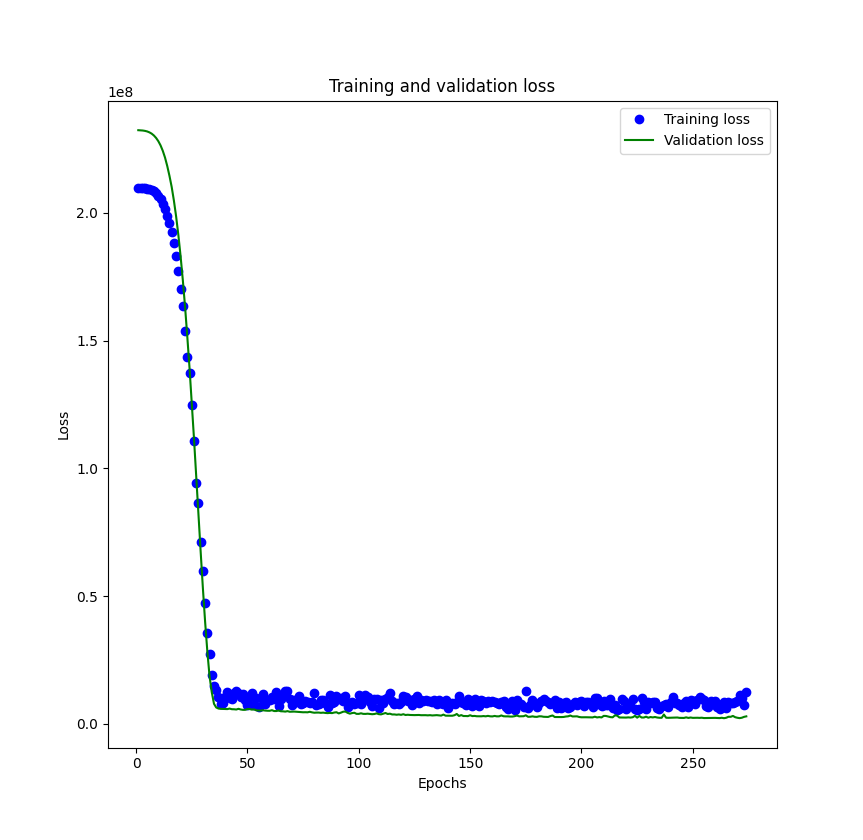 Training and validation loss
1e8
Training loss
Validation loss
2.0
1.5
1.0
0.5
0.0
Loss
0 50 100 150 200 250
Epochs